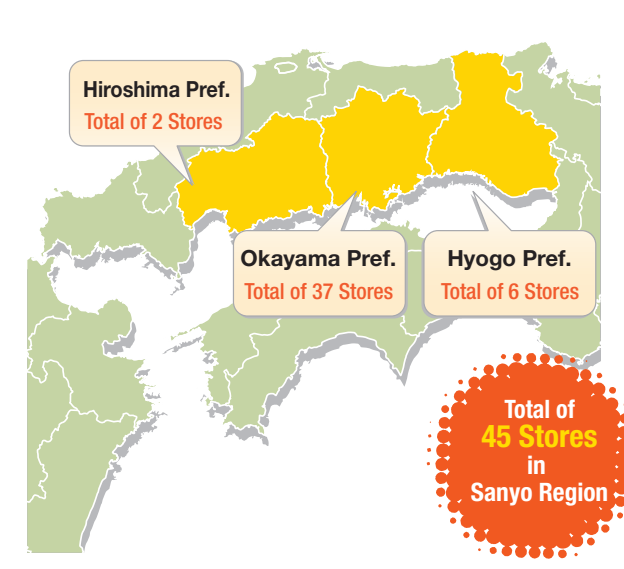 Hiroshima Pref.
Total of 2 Stores
Okayama Pref.
Total of 37 Stores
Hyogo Pref.
Total of 6 Stores
Total of
45 Stores
in
Sanyo Region